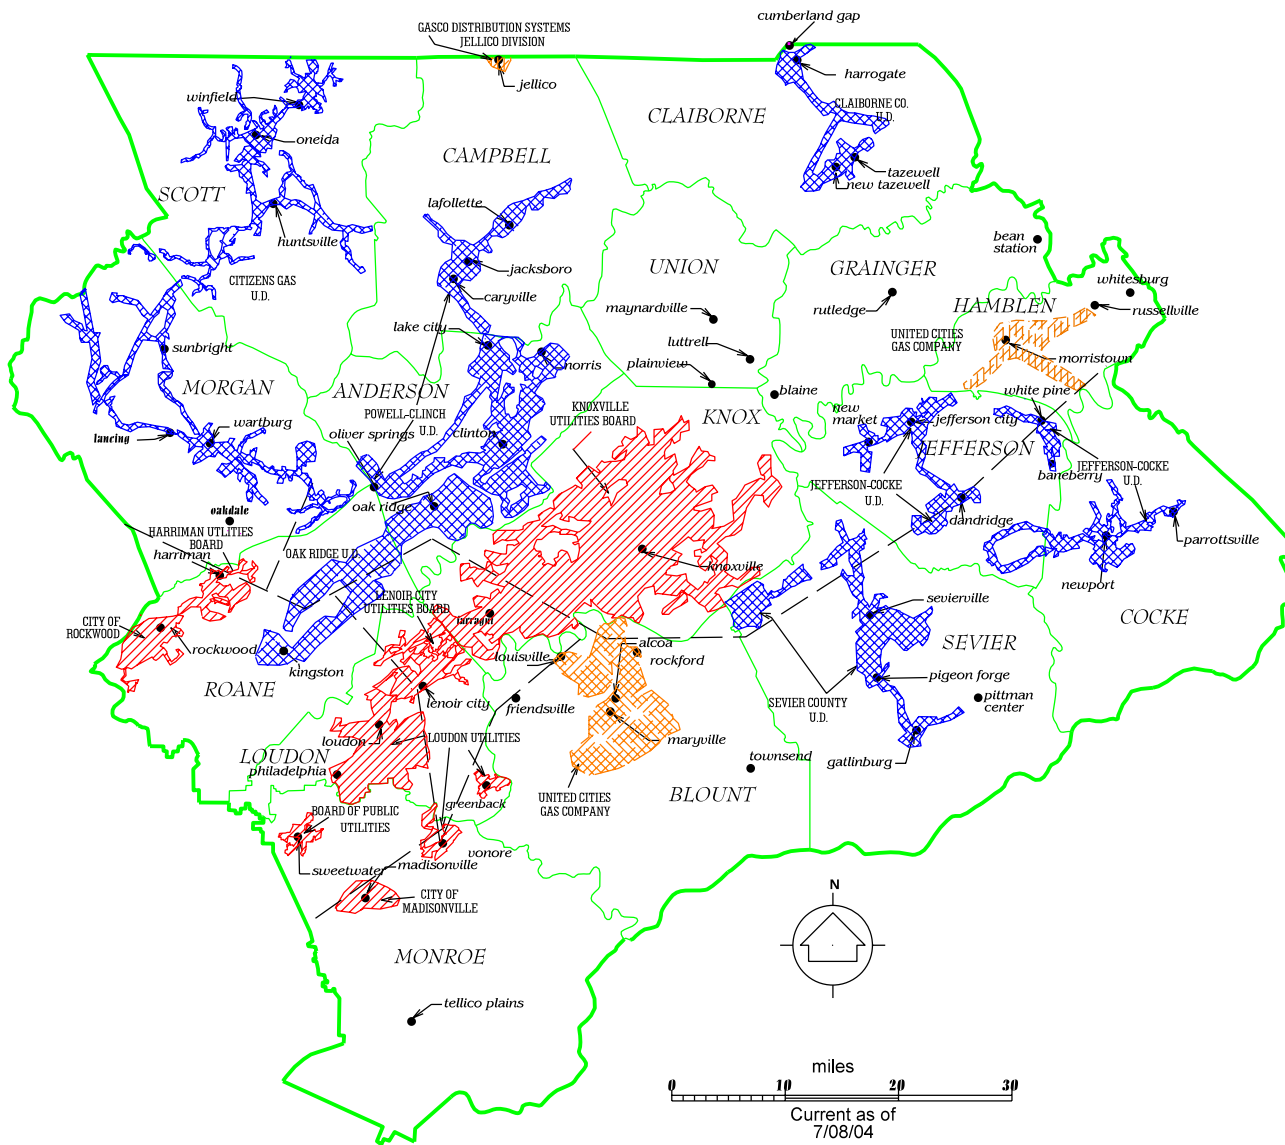 cumberland gap
GASCO DISTRIBUTION SYSTEMS
JELLICO DIVISION
jellico
harrogate
winfield
CLAIBORNE CO.
U.D.
CLAIBORNE
oneida
CAMPBELL
tazewell
new tazewell
SCOTT
lafollette
huntsville
bean
station
jacksboro
UNION
GRAINGER
CITIZENS GAS
U.D.
caryville
whitesburg
HAMBLEN
maynardville
rutledge
russellville
lake city
UNITED CITIES
GAS COMPANY
sunbright
luttrell
morristown
norris
plainview
MORGAN
ANDERSON
blaine
white pine
KNOXVILLE
UTILITIES BOARD
KNOX
POWELL-CLINCH
U.D.
new
market
jefferson city
wartburg
lancing
oliver springs
clinton
JEFFERSON
JEFFERSON-COCKE
U.D.
baneberry
JEFFERSON-COCKE
U.D.
oak ridge
oakdale
dandridge
HARRIMAN UTLITIES
BOARD
harriman
parrottsville
OAK RIDGE U.D.
knoxville
newport
LENOIR CITY
UTILITIES BOARD
sevierville
CITY OF
ROCKWOOD
farragut
COCKE
alcoa
SEVIER
rockwood
louisville
rockford
kingston
pigeon forge
ROANE
lenoir city
friendsville
SEVIER COUNTY
U.D.
pittman
center
loudon
LOUDON UTILITIES
maryville
LOUDON
philadelphia
townsend
gatlinburg
greenback
UNITED CITIES
GAS COMPANY
BLOUNT
BOARD OF PUBLIC
UTILITIES
vonore
sweetwater
madisonville
CITY OF
MADISONVILLE
N
MONROE
tellico plains
miles
0 10 20 30
Current as of
7/08/04